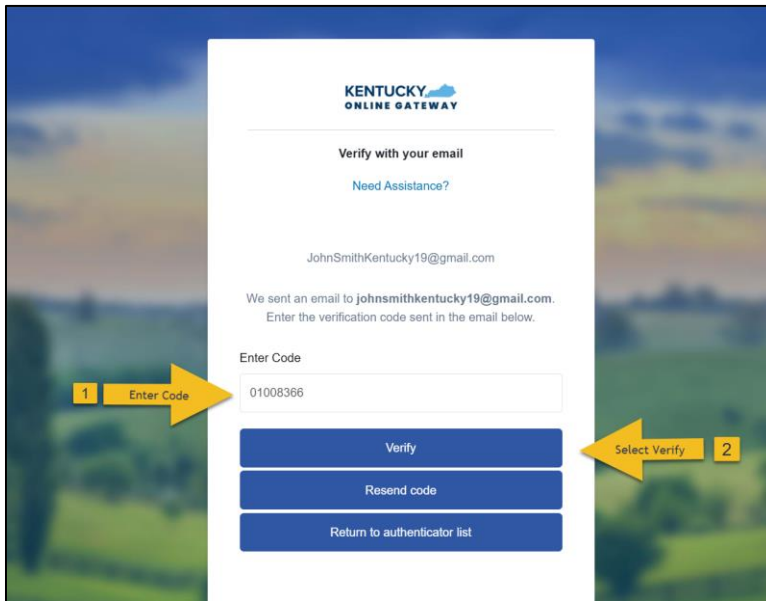 KENTUCKY
ONLINE GATEWAY
Verify with your email
Need Assistance?
JohnSmithKentucky19@gmail.com
We sent an email to johnsmithkentucky19@gmail.com.
Enter the verification code sent in the email below.
Enter Code
1 Enter Code
01008366
Verify
Select Verify 2
Resend code
Return to authenticator list